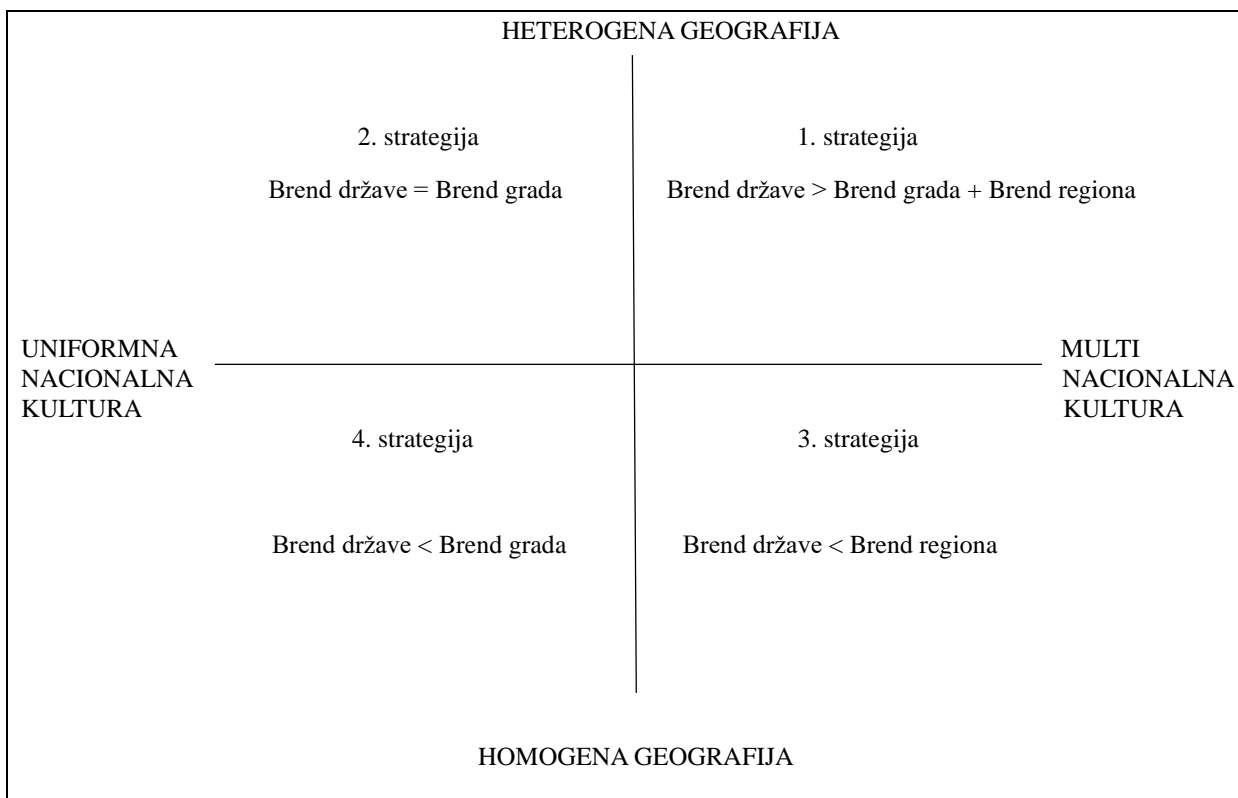 HETEROGENA GEOGRAFIJA
2. strategija
Brend države = Brend grada
1. strategija
Brend države > Brend grada + Brend regiona
UNIFORMNA
NACIONALNA
KULTURA
MULTI
NACIONALNA
KULTURA
4. strategija
Brend države < Brend grada
3. strategija
Brend države < Brend regiona
HOMOGENA GEOGRAFIJA